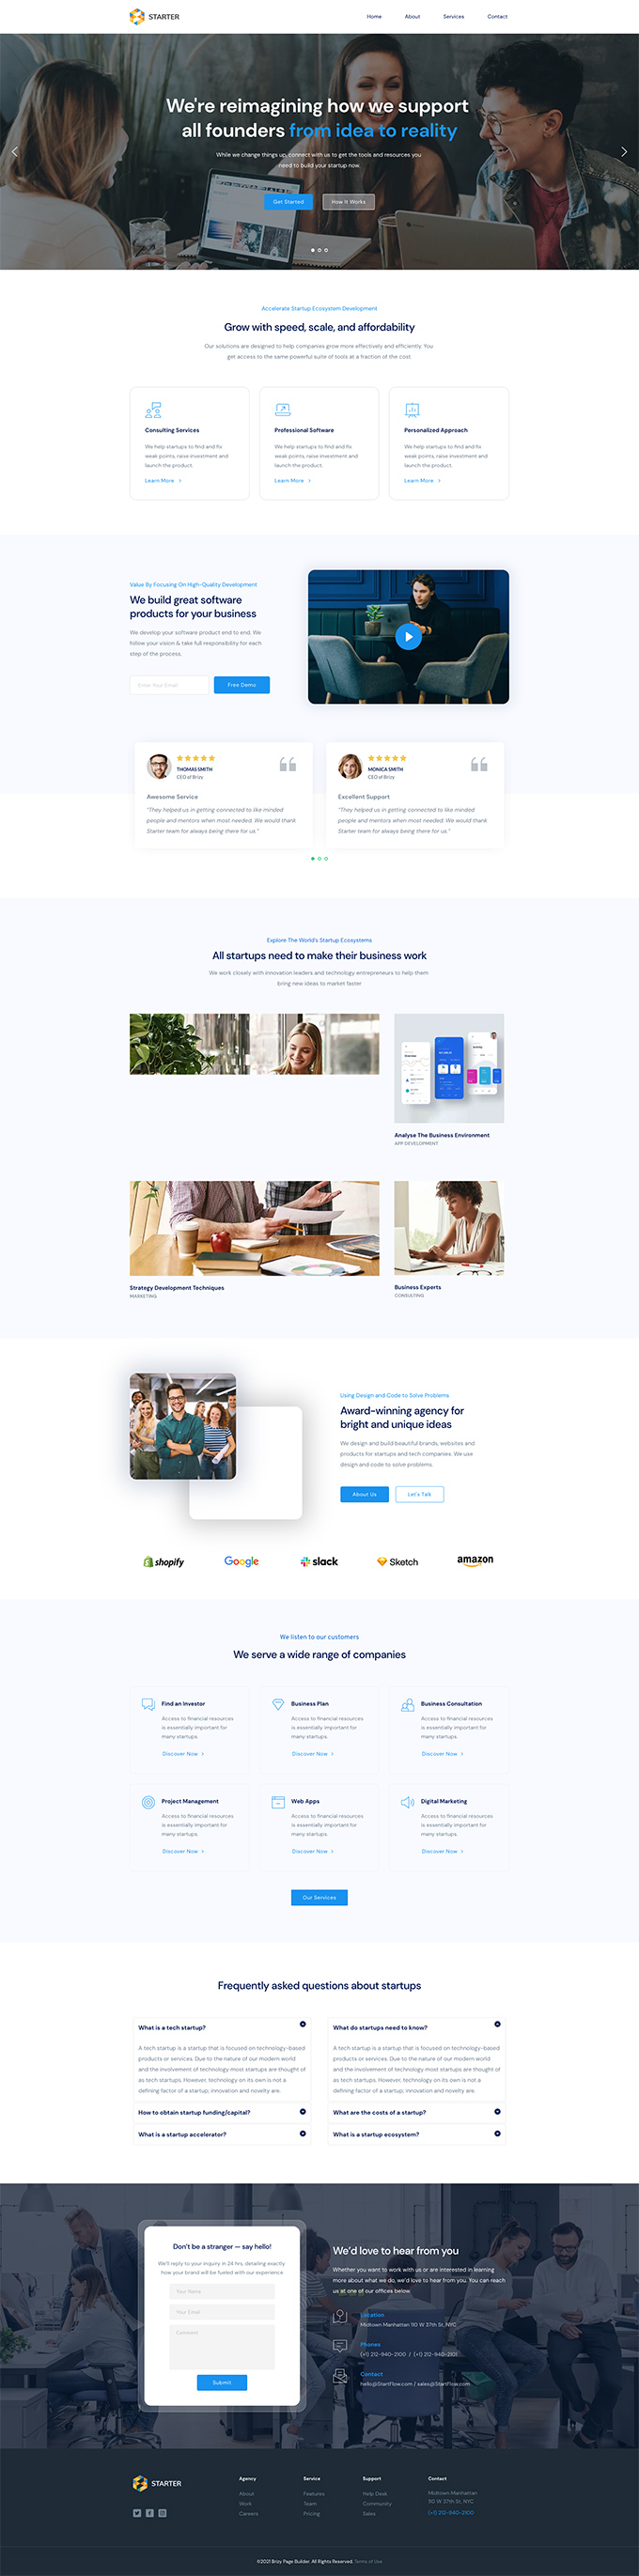 STARTER
Home
About
Services
Contact
We're reimagining how we support
all founders from idea to reality
While we change things up, connect with us to get the tools and resources you
need to build your startup now.
Get Started
How It Works
Accelerate Startup Ecosystem Development
Grow with speed, scale, and affordability
Our solutions are designed to help companies grow more effectively and efficiently. You
get access to the same powerful suite of tools at a fraction of the cost
Consulting Services
We help startups to find and fix
weak points, raise investment and
launch the product.
Learn More
Professional Software
We help startups to find and fix
weak points, raise investment and
launch the product.
Learn More
Personalized Approach
We help startups to find and fix
weak points, raise investment and
launch the product.
Learn More
Value By Focusing On High-Quality Development
We build great software
products for your business
We develop your software product end to end. We
follow your vision & take full responsibility for each
step of the process.
Enter Your Email
Free Demo
THOMAS SMITH
CEO of Brizy
Awesome Service
"They helped us in getting connected to like minded
people and mentors when most needed. We would thank
Starter team for always being there for us."
MONICA SMITH
CEO of Brizy
Excellent Support
"They helped us in getting connected to like minded
people and mentors when most needed. We would thank
Starter team for always being there for us."
Explore The World's Startup Ecosystems
All startups need to make their business work
We work closely with innovation leaders and technology entrepreneurs to help them
bring new ideas to market faster
Analyse The Business Environment
APP DEVELOPMENT
Strategy Development Techniques
MARKETING
Business Experts
CONSULTING
Using Design and Code to Solve Problems
Award-winning agency for
bright and unique ideas
We design and build beautiful brands, websites and
products for startups and tech companies. We use
design and code to solve problems.
About Us
Let's Talk
shopify
Google
slack
Sketch
amazon
We listen to our customers
We serve a wide range of companies
Find an Investor
Access to financial resources
is essentially important for
many startups.
Discover Now
Business Plan
Access to financial resources
is essentially important for
many startups.
Discover Now
Business Consultation
Access to financial resources
is essentially important for
many startups.
Discover Now
Project Management
Access to financial resources
is essentially important for
many startups.
Discover Now
Web Apps
Access to financial resources
is essentially important for
many startups.
Discover Now
Digital Marketing
Access to financial resources
is essentially important for
many startups.
Discover Now
Our Services
Frequently asked questions about startups
What is a tech startup?
A tech startup is a startup that is focused on technology-based
products or services. Due to the nature of our modern world
and the involvement of technology most startups are thought of
as tech startups. However, technology on its own is not a
defining factor of a startup; innovation and novelty are.
How to obtain startup funding/capital?
What is a startup accelerator?
What do startups need to know?
A tech startup is a startup that is focused on technology-based
products or services. Due to the nature of our modern world
and the involvement of technology most startups are thought of
as tech startups. However, technology on its own is not a
defining factor of a startup; innovation and novelty are.
What are the costs of a startup?
What is a startup ecosystem?
Don't be a stranger — say hello!
We'll reply to your inquiry in 24 hrs, detailing exactly
how your brand will be fueled with our experience
Your Name
Your Email
Comment
Submit
We'd love to hear from you
Whether you want to work with us or are interested in learning
more about what we do, we'd love to hear from you. You can reach
us at one of our offices below.
Location
Midtown Manhattan 110 W 37th St, NYC
Phones
(+1) 212-940-2100 / (+1) 212-940-2101
Contact
hello@StartFlow.com / sales@StartFlow.com
STARTER
Agency
About
Work
Careers
Service
Features
Team
Pricing
Support
Help Desk
Community
Sales
Contact
Midtown Manhattan
110 W 37th St, NYC
(+1) 212-940-2100
©2021 Brizy Page Builder. All Rights Reserved. Terms of Use